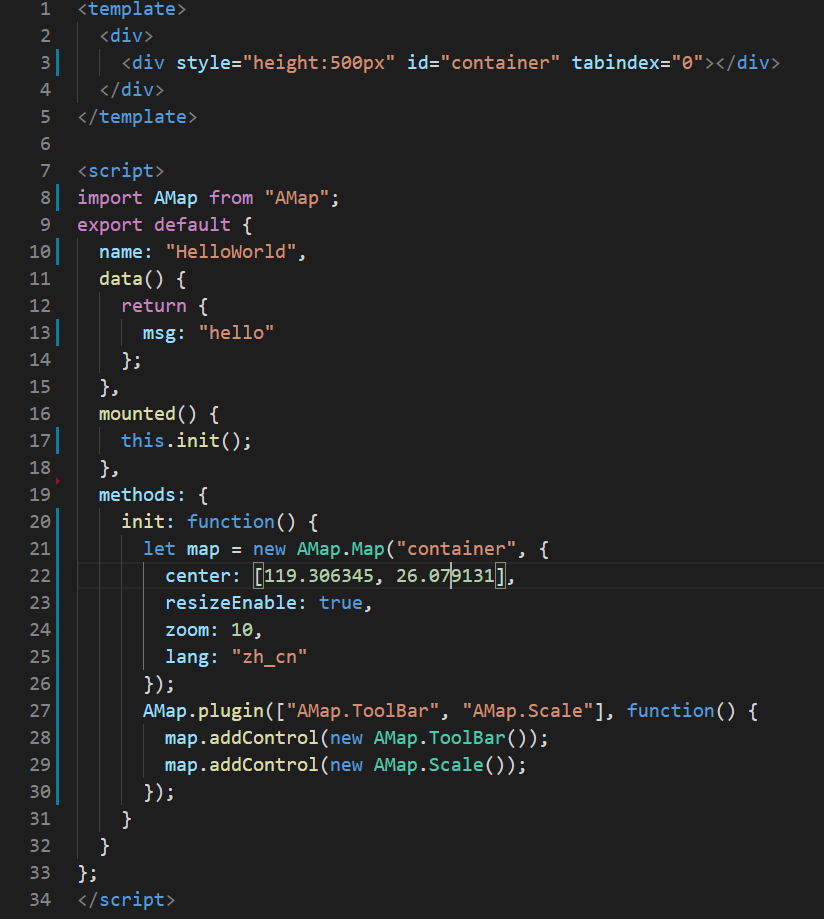 1 <template>
2   <div>
3     <div style="height:500px" id="container" tabindex="0"></div>
4   </div>
5 </template>
6
7 <script>
8 import AMap from "AMap";
9 export default {
10   name: "HelloWorld",
11   data() {
12     return {
13       msg: "hello"
14     };
15   },
16   mounted() {
17     this.init();
18   },
19   methods: {
20     init: function() {
21       let map = new AMap.Map("container", {
22         center: [119.306345, 26.079131],
23         resizeEnable: true,
24         zoom: 10,
25         lang: "zh_cn"
26       });
27       AMap.plugin(["AMap.ToolBar", "AMap.Scale"], function() {
28         map.addControl(new AMap.ToolBar());
29         map.addControl(new AMap.Scale());
30       });
31     }
32   }
33 };
34 </script>